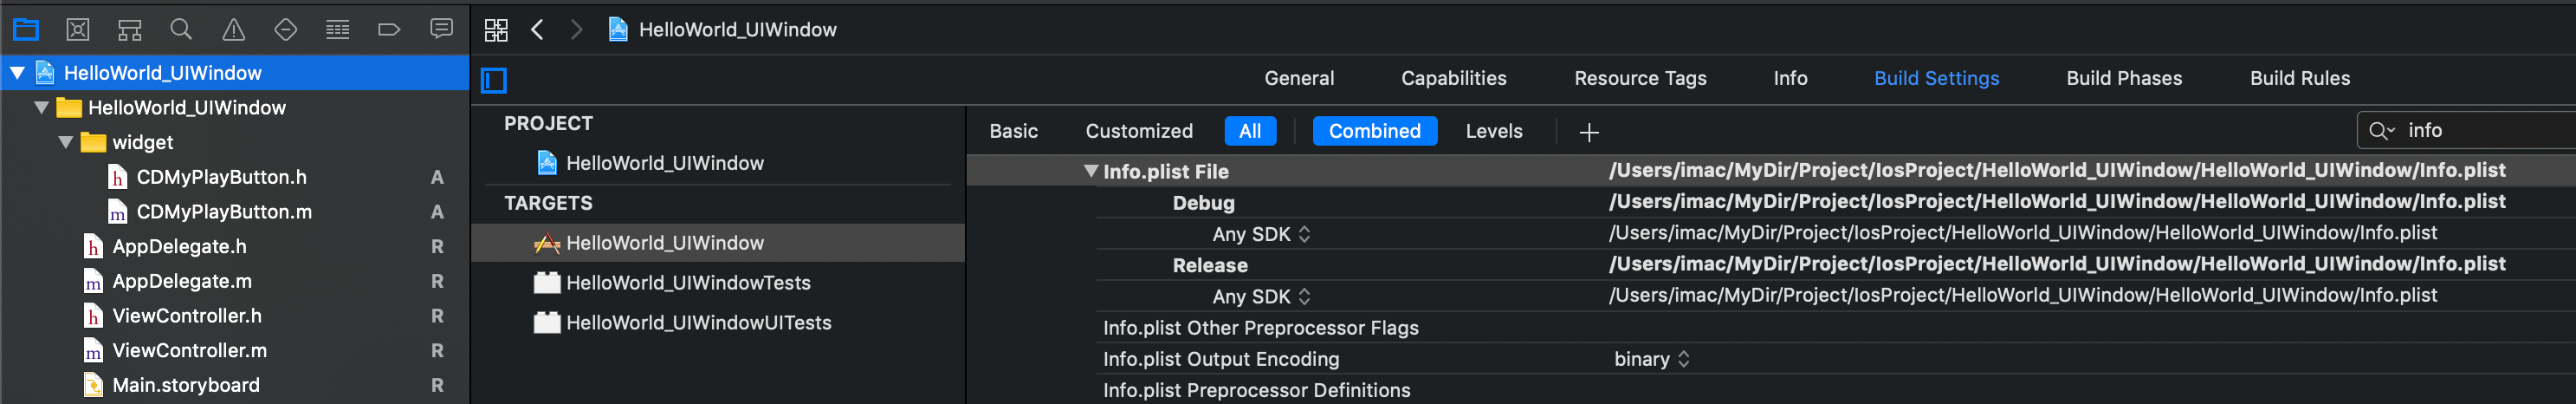 HelloWorld_UIWindow
HelloWorld_UIWindow
HelloWorld_UIWindow
widget
CDMyPlayButton.h A
CDMyPlayButton.m A
AppDelegate.h R
AppDelegate.m R
ViewController.h R
ViewController.m R
Main.storyboard R
General Capabilities Resource Tags Info Build Settings Build Phases Build Rules
PROJECT
HelloWorld_UIWindow
TARGETS
HelloWorld_UIWindow
HelloWorld_UIWindowTests
HelloWorld_UIWindowUITests
Basic Customized All Combined Levels + info
Info.plist File /Users/imac/MyDir/Project/IosProject/HelloWorld_UIWindow/HelloWorld_UIWindow/Info.plist
Debug /Users/imac/MyDir/Project/IosProject/HelloWorld_UIWindow/HelloWorld_UIWindow/Info.plist
Any SDK /Users/imac/MyDir/Project/IosProject/HelloWorld_UIWindow/HelloWorld_UIWindow/Info.plist
Release /Users/imac/MyDir/Project/IosProject/HelloWorld_UIWindow/HelloWorld_UIWindow/Info.plist
Any SDK /Users/imac/MyDir/Project/IosProject/HelloWorld_UIWindow/HelloWorld_UIWindow/Info.plist
Info.plist Other Preprocessor Flags
Info.plist Output Encoding binary
Info.plist Preprocessor Definitions